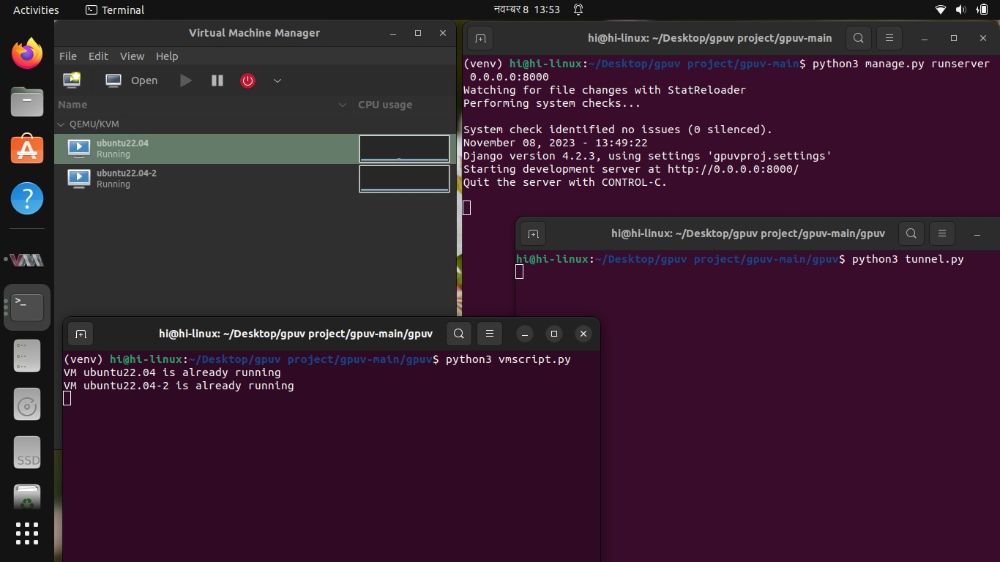 Activities
Terminal
नवम्बर 8 13:53
Virtual Machine Manager
File Edit View Help
Open
Name
CPU usage
QEMU/KVM
ubuntu22.04
Running
ubuntu22.04-2
Running
hi@hi-linux: ~/Desktop/gpuv project/gpuv-main
(venv) hi@hi-linux:~/Desktop/gpuv project/gpuv-main$ python3 manage.py runserver
0.0.0.0:8000
Watching for file changes with StatReloader
Performing system checks...
System check identified no issues (0 silenced).
November 08, 2023 - 13:49:22
Django version 4.2.3, using settings 'gpuvproj.settings'
Starting development server at http://0.0.0.0:8000/
Quit the server with CONTROL-C.
hi@hi-linux: ~/Desktop/gpuv project/gpuv-main/gpuv
hi@hi-linux:~/Desktop/gpuv project/gpuv-main/gpuv$ python3 tunnel.py
hi@hi-linux: ~/Desktop/gpuv project/gpuv-main/gpuv
(venv) hi@hi-linux:~/Desktop/gpuv project/gpuv-main/gpuv$ python3 vmscript.py
VM ubuntu22.04 is already running
VM ubuntu22.04-2 is already running
SSD